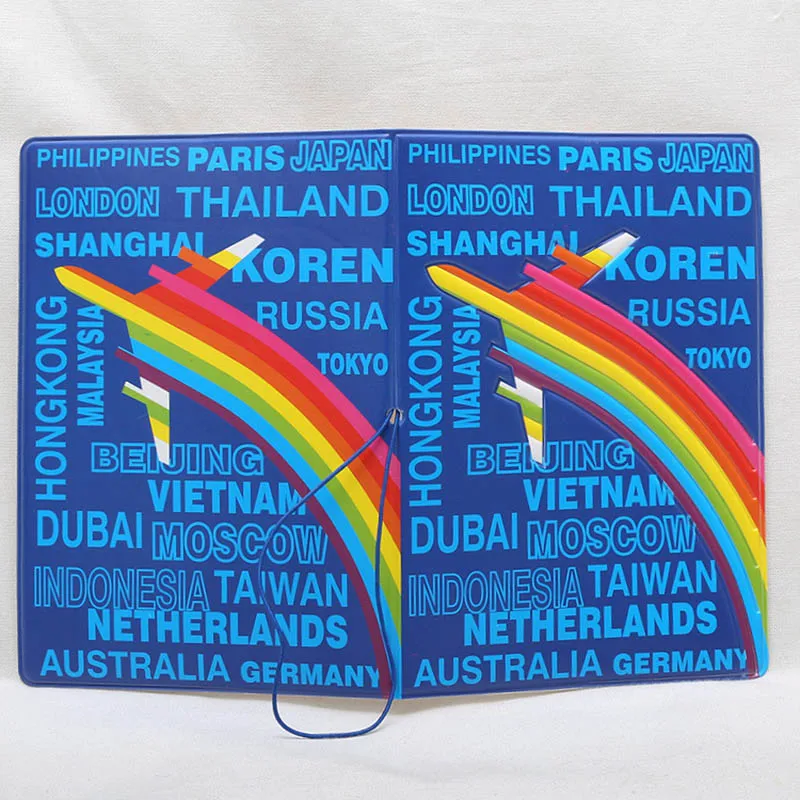 PHILIPPINES PARIS JAPAN
LONDON THAILAND
SHANGHAI
KOREN
HONGKONG
MALAYSIA
RUSSIA
TOKYO
BEIJING
VIETNAM
DUBAI MOSCOW
INDONESIA TAIWAN
NETHERLANDS
AUSTRALIA GERMANY
PHILIPPINES PARIS JAPAN
LONDON THAILAND
SHANGHAI
KOREN
HONGKONG
MALAYSIA
RUSSIA
TOKYO
BEIJING
VIETNAM
DUBAI MOSCOW
INDONESIA TAIWAN
NETHERLANDS
AUSTRALIA GERMANY